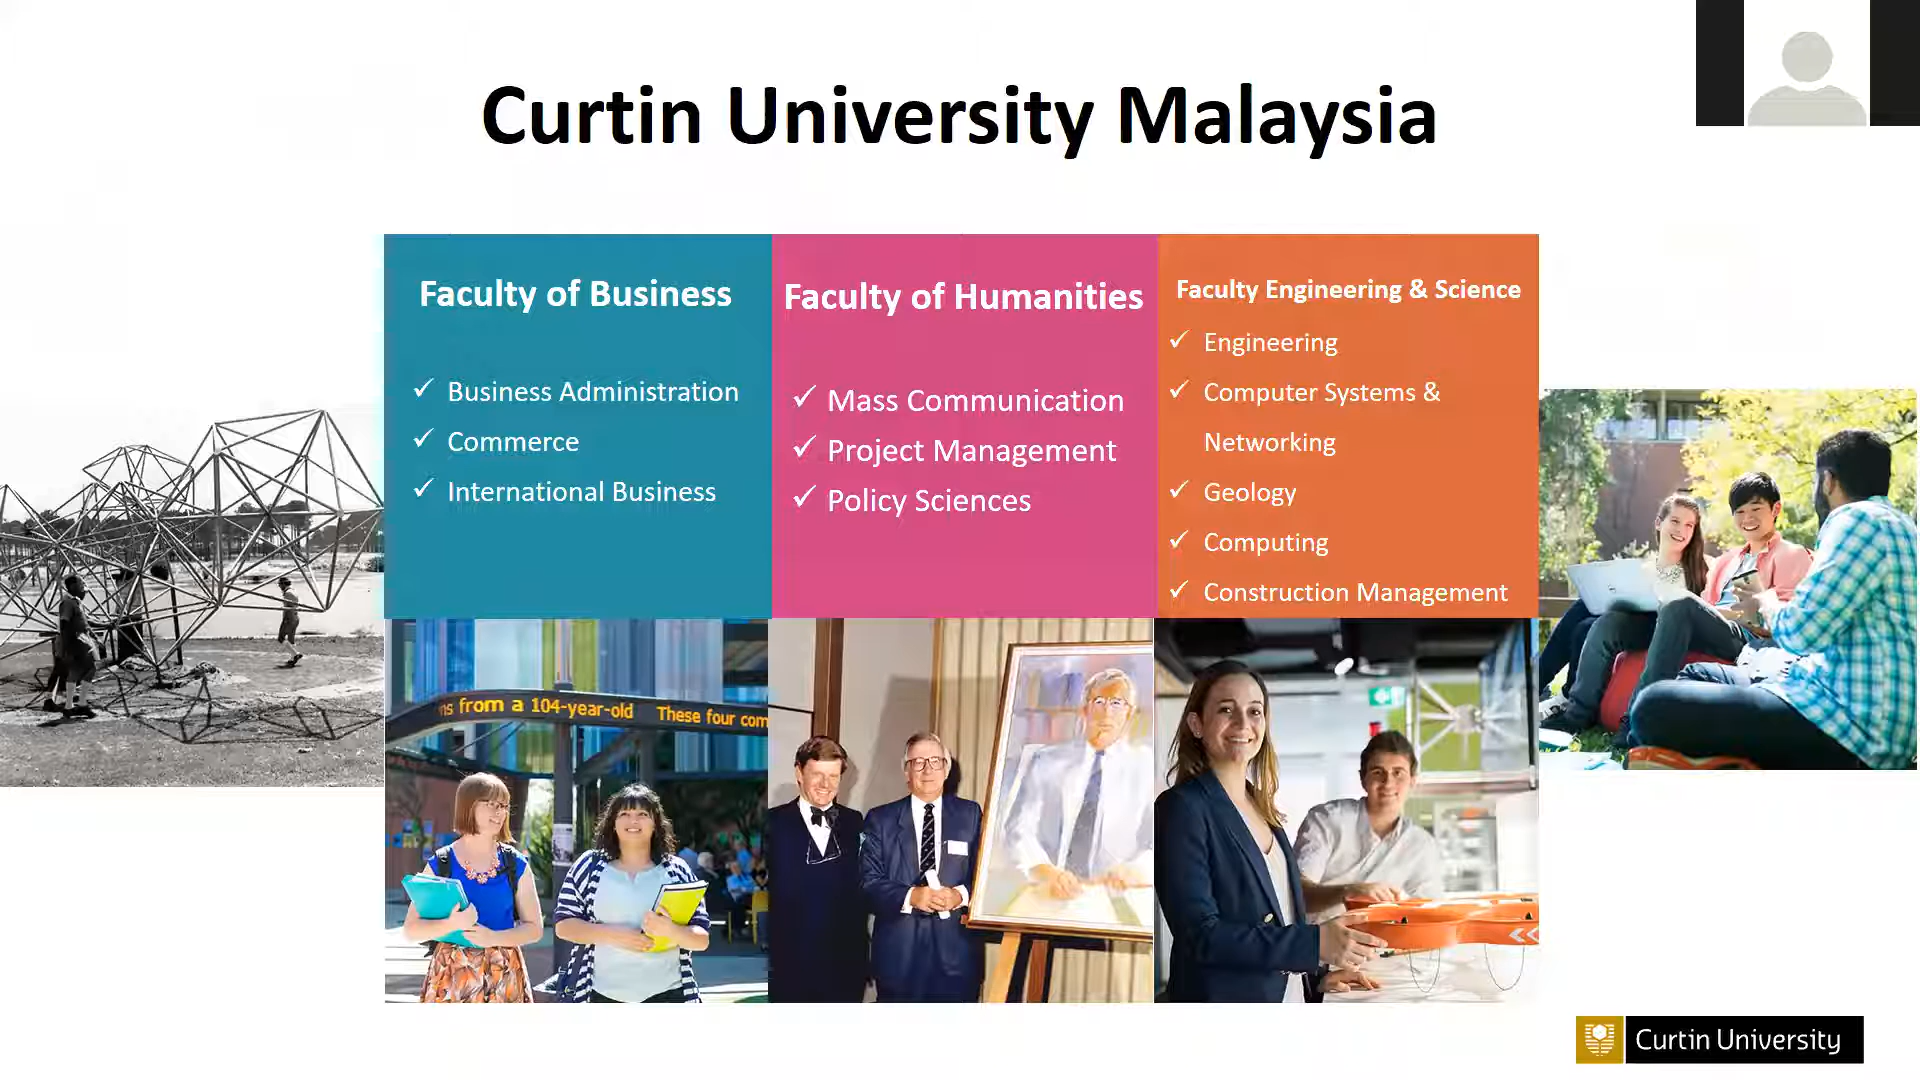 Curtin University Malaysia
Faculty of Business
✓ Business Administration
✓ Commerce
✓ International Business
Faculty of Humanities
✓ Mass Communication
✓ Project Management
✓ Policy Sciences
Faculty Engineering & Science
✓ Engineering
✓ Computer Systems &
Networking
✓ Geology
✓ Computing
✓ Construction Management
ns from a 104-year-old These four com
Curtin University